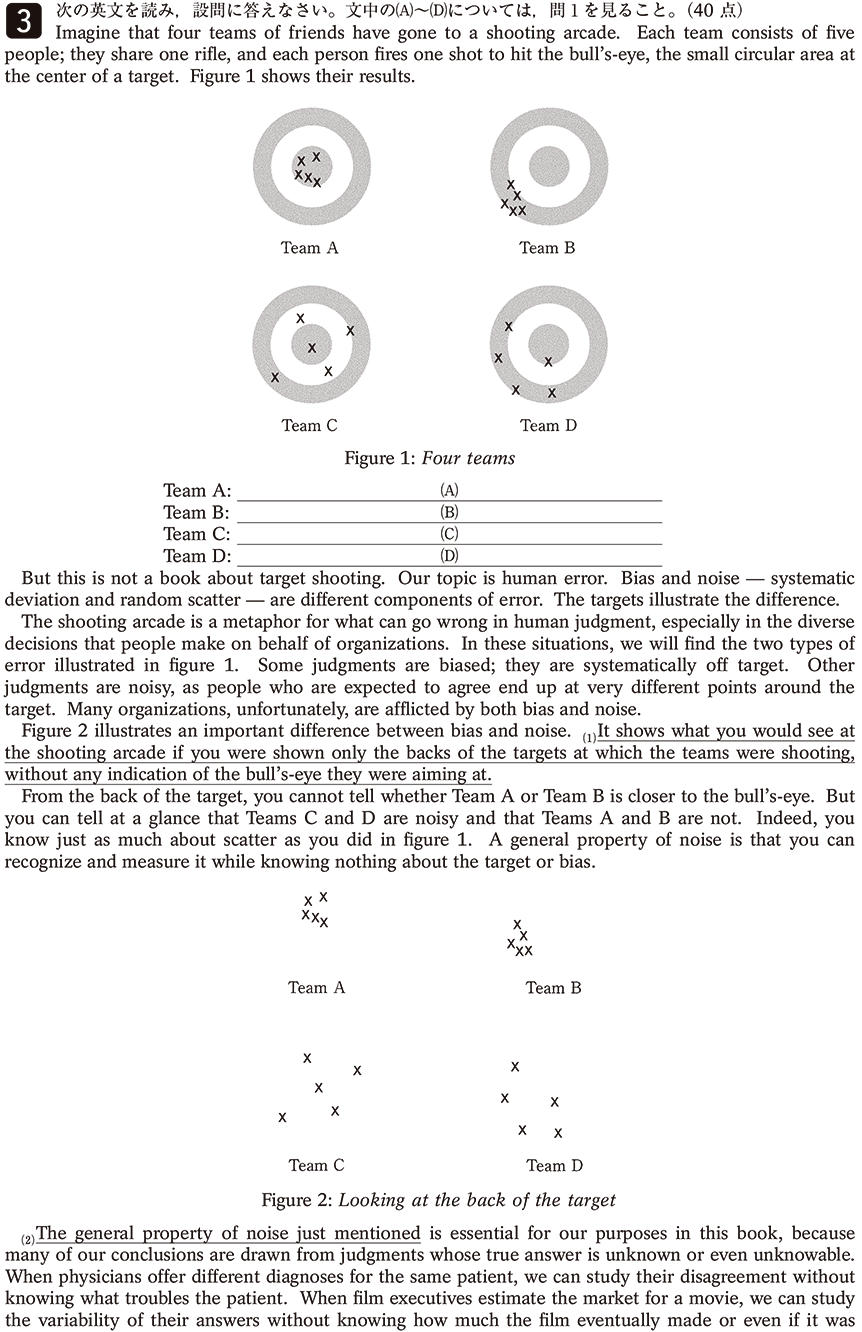 3 次の英文を読み，設問に答えなさい。文中の(A)～(D)については，問1を見ること。（40 点）
Imagine that four teams of friends have gone to a shooting arcade. Each team consists of five
people; they share one rifle, and each person fires one shot to hit the bull's-eye, the small circular area at
the center of a target. Figure 1 shows their results.
Team A Team B
Team C Team D
Figure 1: Four teams
Team A: (A)
Team B: (B)
Team C: (C)
Team D: (D)
But this is not a book about target shooting. Our topic is human error. Bias and noise — systematic
deviation and random scatter — are different components of error. The targets illustrate the difference.
The shooting arcade is a metaphor for what can go wrong in human judgment, especially in the diverse
decisions that people make on behalf of organizations. In these situations, we will find the two types of
error illustrated in figure 1. Some judgments are biased; they are systematically off target. Other
judgments are noisy, as people who are expected to agree end up at very different points around the
target. Many organizations, unfortunately, are afflicted by both bias and noise.
Figure 2 illustrates an important difference between bias and noise. (1)It shows what you would see at
the shooting arcade if you were shown only the backs of the targets at which the teams were shooting,
without any indication of the bull's-eye they were aiming at.
From the back of the target, you cannot tell whether Team A or Team B is closer to the bull's-eye. But
you can tell at a glance that Teams C and D are noisy and that Teams A and B are not. Indeed, you
know just as much about scatter as you did in figure 1. A general property of noise is that you can
recognize and measure it while knowing nothing about the target or bias.
Team A Team B
Team C Team D
Figure 2: Looking at the back of the target
(2)The general property of noise just mentioned is essential for our purposes in this book, because
many of our conclusions are drawn from judgments whose true answer is unknown or even unknowable.
When physicians offer different diagnoses for the same patient, we can study their disagreement without
knowing what troubles the patient. When film executives estimate the market for a movie, we can study
the variability of their answers without knowing how much the film eventually made or even if it was